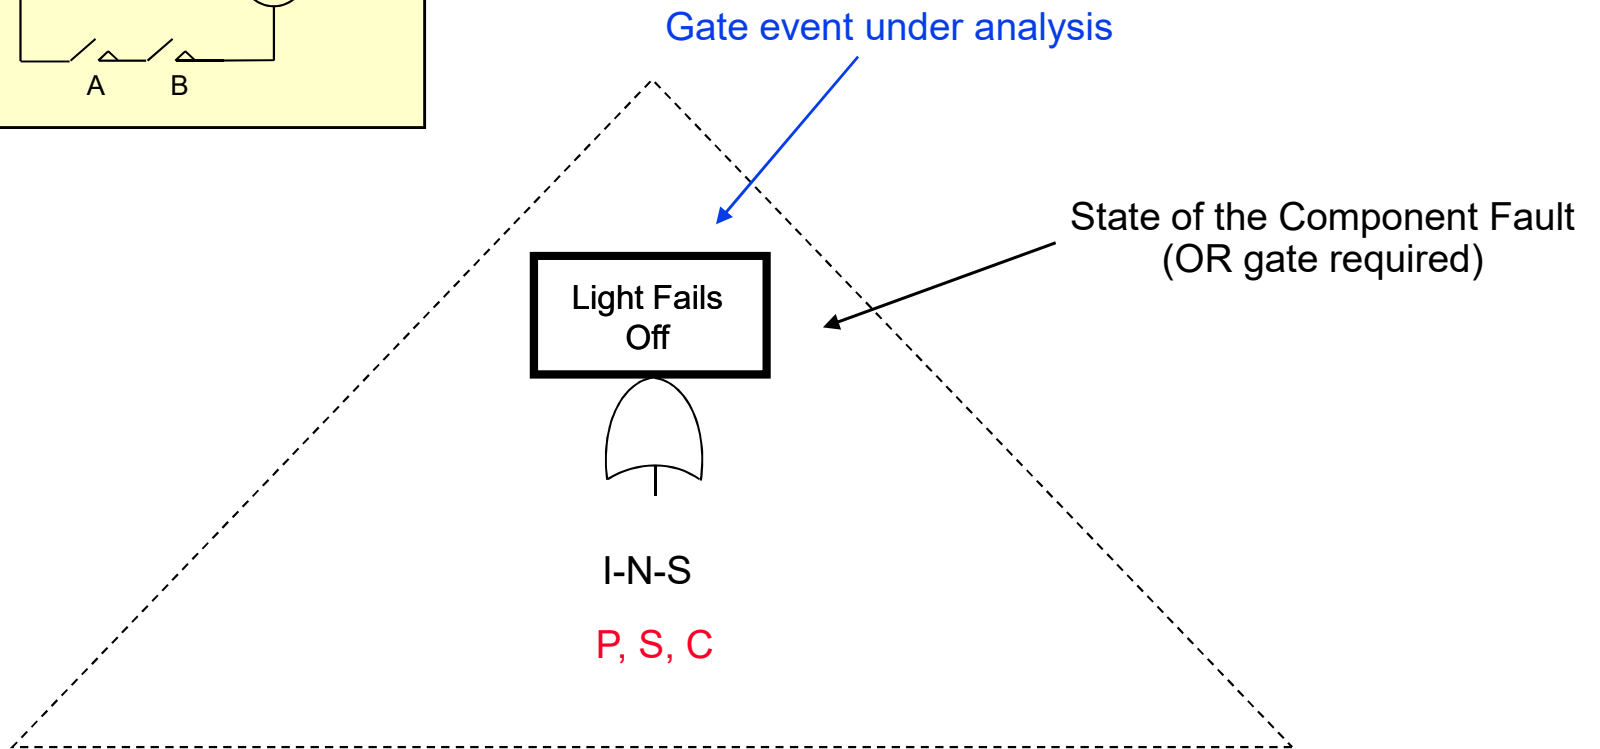 A B
Gate event under analysis
State of the Component Fault
(OR gate required)
Light Fails
Off
I-N-S
P, S, C